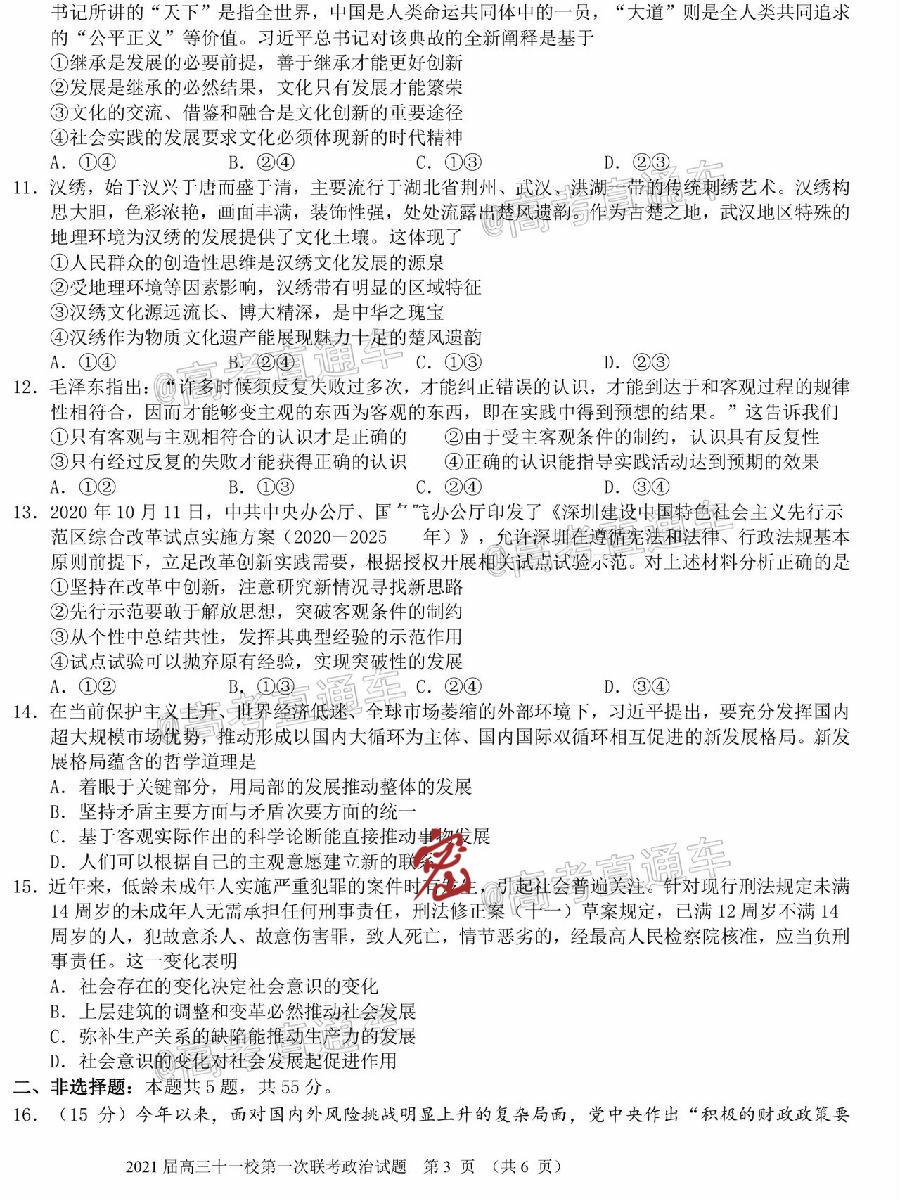 书记所讲的“天下”是指全世界，中国是人类命运共同体中的一员，“大道”则是全人类共同追求
的“公平正义”等价值。习近平总书记对该典故的全新阐释是基于
①继承是发展的必要前提，善于继承才能更好创新
②发展是继承的必然结果，文化只有发展才能繁荣
③文化的交流、借鉴和融合是文化创新的重要途径
④社会实践的发展要求文化必须体现新的时代精神
A．①④ B．②④ C．①③ D．②③
11．汉绣，始于汉兴于唐而盛于清，主要流行于湖北省荆州、武汉、洪湖一带的传统刺绣艺术。汉绣构
思大胆，色彩浓艳，画面丰满，装饰性强，处处流露出楚风遗韵。作为古楚之地，武汉地区特殊的
地理环境为汉绣的发展提供了文化土壤。这体现了
①人民群众的创造性思维是汉绣文化发展的源泉
②受地理环境等因素影响，汉绣带有明显的区域特征
③汉绣文化源远流长、博大精深，是中华之瑰宝
④汉绣作为物质文化遗产能展现魅力十足的楚风遗韵
A．①④ B．②④ C．①③ D．②③
12．毛泽东指出：“许多时候须反复失败过多次，才能纠正错误的认识，才能到达于和客观过程的规律
性相符合，因而才能够变主观的东西为客观的东西，即在实践中得到预想的结果。”这告诉我们
①只有客观与主观相符合的认识才是正确的 ②由于受主客观条件的制约，认识具有反复性
③只有经过反复的失败才能获得正确的认识 ④正确的认识能指导实践活动达到预期的效果
A．①② B．①③ C．②④ D．③④
13．2020 年 10 月 11 日，中共中央办公厅、国务院办公厅印发了《深圳建设中国特色社会主义先行示
范区综合改革试点实施方案（2020－2025 年）》，允许深圳在遵循宪法和法律、行政法规基本
原则前提下，立足改革创新实践需要，根据授权开展相关试点试验示范。对上述材料分析正确的是
①坚持在改革中创新，注意研究新情况寻找新思路
②先行示范要敢于解放思想，突破客观条件的制约
③从个性中总结共性，发挥其典型经验的示范作用
④试点试验可以抛弃原有经验，实现突破性的发展
A．①② B．①③ C．②④ D．③④
14．在当前保护主义上升、世界经济低迷、全球市场萎缩的外部环境下，习近平提出，要充分发挥国内
超大规模市场优势，推动形成以国内大循环为主体、国内国际双循环相互促进的新发展格局。新发
展格局蕴含的哲学道理是
A．着眼于关键部分，用局部的发展推动整体的发展
B．坚持矛盾主要方面与矛盾次要方面的统一
C．基于客观实际作出的科学论断能直接推动事物发展
D．人们可以根据自己的主观意愿建立新的联系
密
15．近年来，低龄未成年人实施严重犯罪的案件时有发生，引起社会普遍关注。针对现行刑法规定未满
14 周岁的未成年人无需承担任何刑事责任，刑法修正案（十一）草案规定，已满 12 周岁不满 14
周岁的人，犯故意杀人、故意伤害罪，致人死亡，情节恶劣的，经最高人民检察院核准，应当负刑
事责任。这一变化表明
A．社会存在的变化决定社会意识的变化
B．上层建筑的调整和变革必然推动社会发展
C．弥补生产关系的缺陷能推动生产力的发展
D．社会意识的变化对社会发展起促进作用
二、非选择题：本题共 5 题，共 55 分。
16．（15 分）今年以来，面对国内外风险挑战明显上升的复杂局面，党中央作出“积极的财政政策要
2021 届高三十一校第一次联考政治试题 第 3 页 （共 6 页）
@高考直通车
@高考直通车
@高考直通车
@高考直通车
@高考直通车
@高考直通车